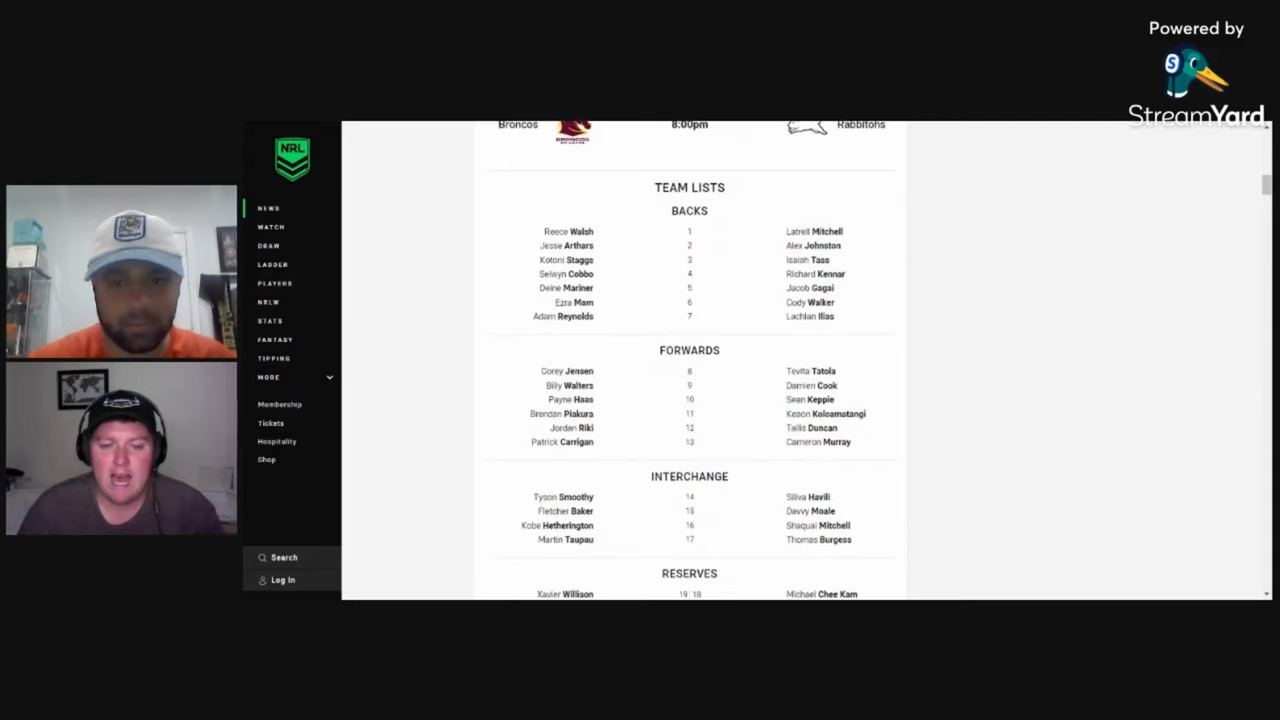 Powered by
StreamYard
NRL
NEWS
WATCH
DRAW
LADDER
PLAYERS
NRLW
STATS
FANTASY
TIPPING
MORE
Membership
Tickets
Hospitality
Shop
Search
Log In
Broncos 8:00pm Rabbitohs
BRONCOS
TEAM LISTS
BACKS
Reece Walsh 1 Latrell Mitchell
Jesse Arthars 2 Alex Johnston
Kotoni Staggs 3 Isaiah Tass
Selwyn Cobbo 4 Richard Kennar
Deine Mariner 5 Jacob Gagai
Ezra Mam 6 Cody Walker
Adam Reynolds 7 Lachlan Ilias
FORWARDS
Corey Jensen 8 Tevita Tatola
Billy Walters 9 Damien Cook
Payne Haas 10 Sean Keppie
Brendan Piakura 11 Keaon Koloamatangi
Jordan Riki 12 Tallis Duncan
Patrick Carrigan 13 Cameron Murray
INTERCHANGE
Tyson Smoothy 14 Siliva Havili
Fletcher Baker 15 Davvy Moale
Kobe Hetherington 16 Shaquai Mitchell
Martin Taupau 17 Thomas Burgess
RESERVES
Xavier Willison 19 18 Michael Chee Kam